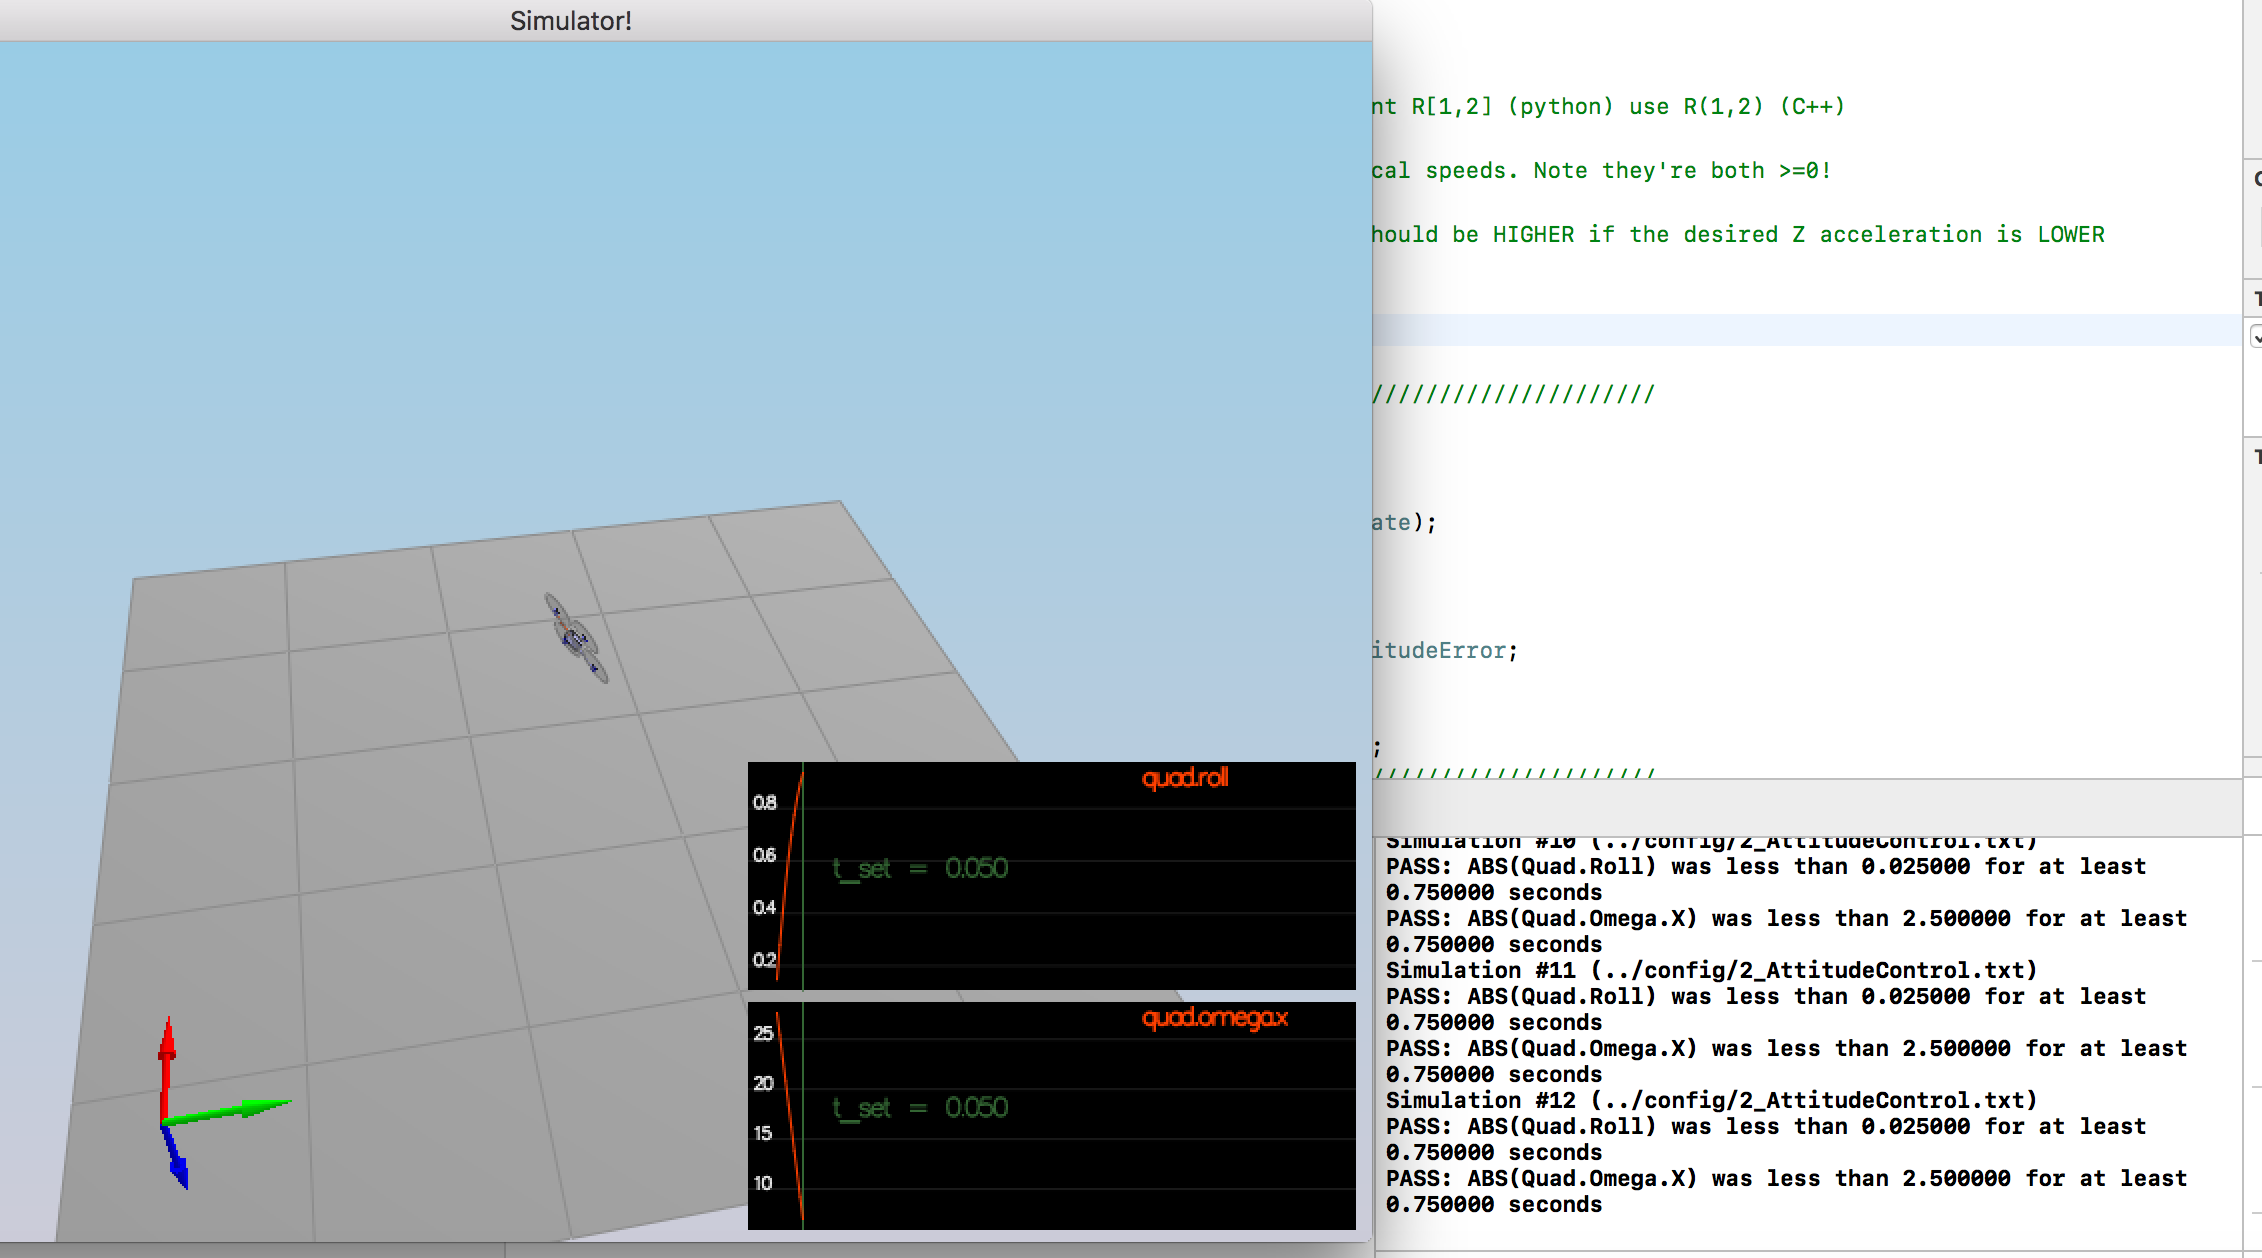 Simulator!
nt R[1,2] (python) use R(1,2) (C++)
cal speeds. Note they're both >=0!
hould be HIGHER if the desired Z acceleration is LOWER
/////////////////////
ate);
itudeError;
;
/////////////////////
quad.roll
0.8
0.6
t_set = 0.050
0.4
0.2
quad.omega.x
25
20
t_set = 0.050
15
10
Simulation #10 (../config/2_AttitudeControl.txt)
PASS: ABS(Quad.Roll) was less than 0.025000 for at least
0.750000 seconds
PASS: ABS(Quad.Omega.X) was less than 2.500000 for at least
0.750000 seconds
Simulation #11 (../config/2_AttitudeControl.txt)
PASS: ABS(Quad.Roll) was less than 0.025000 for at least
0.750000 seconds
PASS: ABS(Quad.Omega.X) was less than 2.500000 for at least
0.750000 seconds
Simulation #12 (../config/2_AttitudeControl.txt)
PASS: ABS(Quad.Roll) was less than 0.025000 for at least
0.750000 seconds
PASS: ABS(Quad.Omega.X) was less than 2.500000 for at least
0.750000 seconds